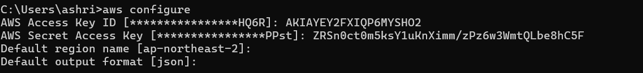 C:\Users\ashri>aws configure
AWS Access Key ID [****************HQ6R]: AKIAYEY2FXIQP6MYSHO2
AWS Secret Access Key [****************PPst]: 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
Default region name [ap-northeast-2]:
Default output format [json]: